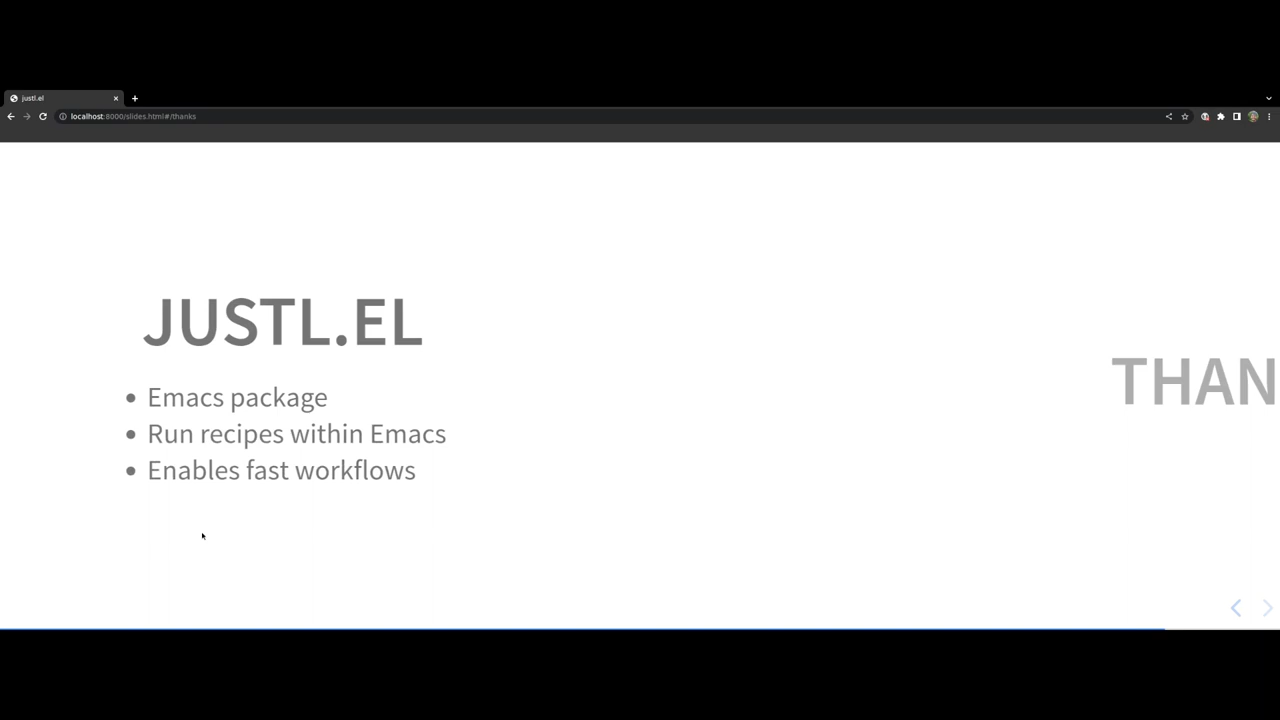 justl.el
localhost:8000/slides.html#/thanks
JUSTL.EL
THAN
• Emacs package
• Run recipes within Emacs
• Enables fast workflows